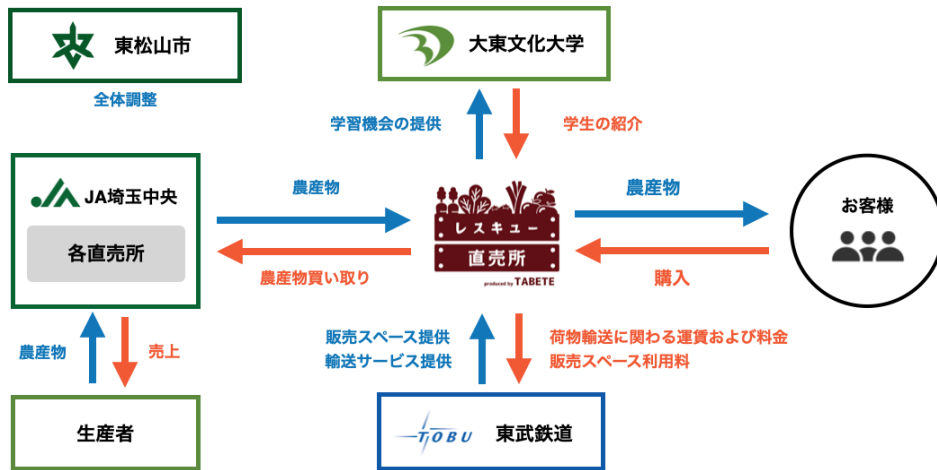 東松山市
全体調整
大東文化大学
学習機会の提供
学生の紹介
JA埼玉中央
各直売所
農産物
農産物買い取り
レスキュー
直売所
produced by TABETE
農産物
購入
お客様
農産物
売上
生産者
販売スペース提供
輸送サービス提供
荷物輸送に関わる運賃および料金
販売スペース利用料
TOBU 東武鉄道